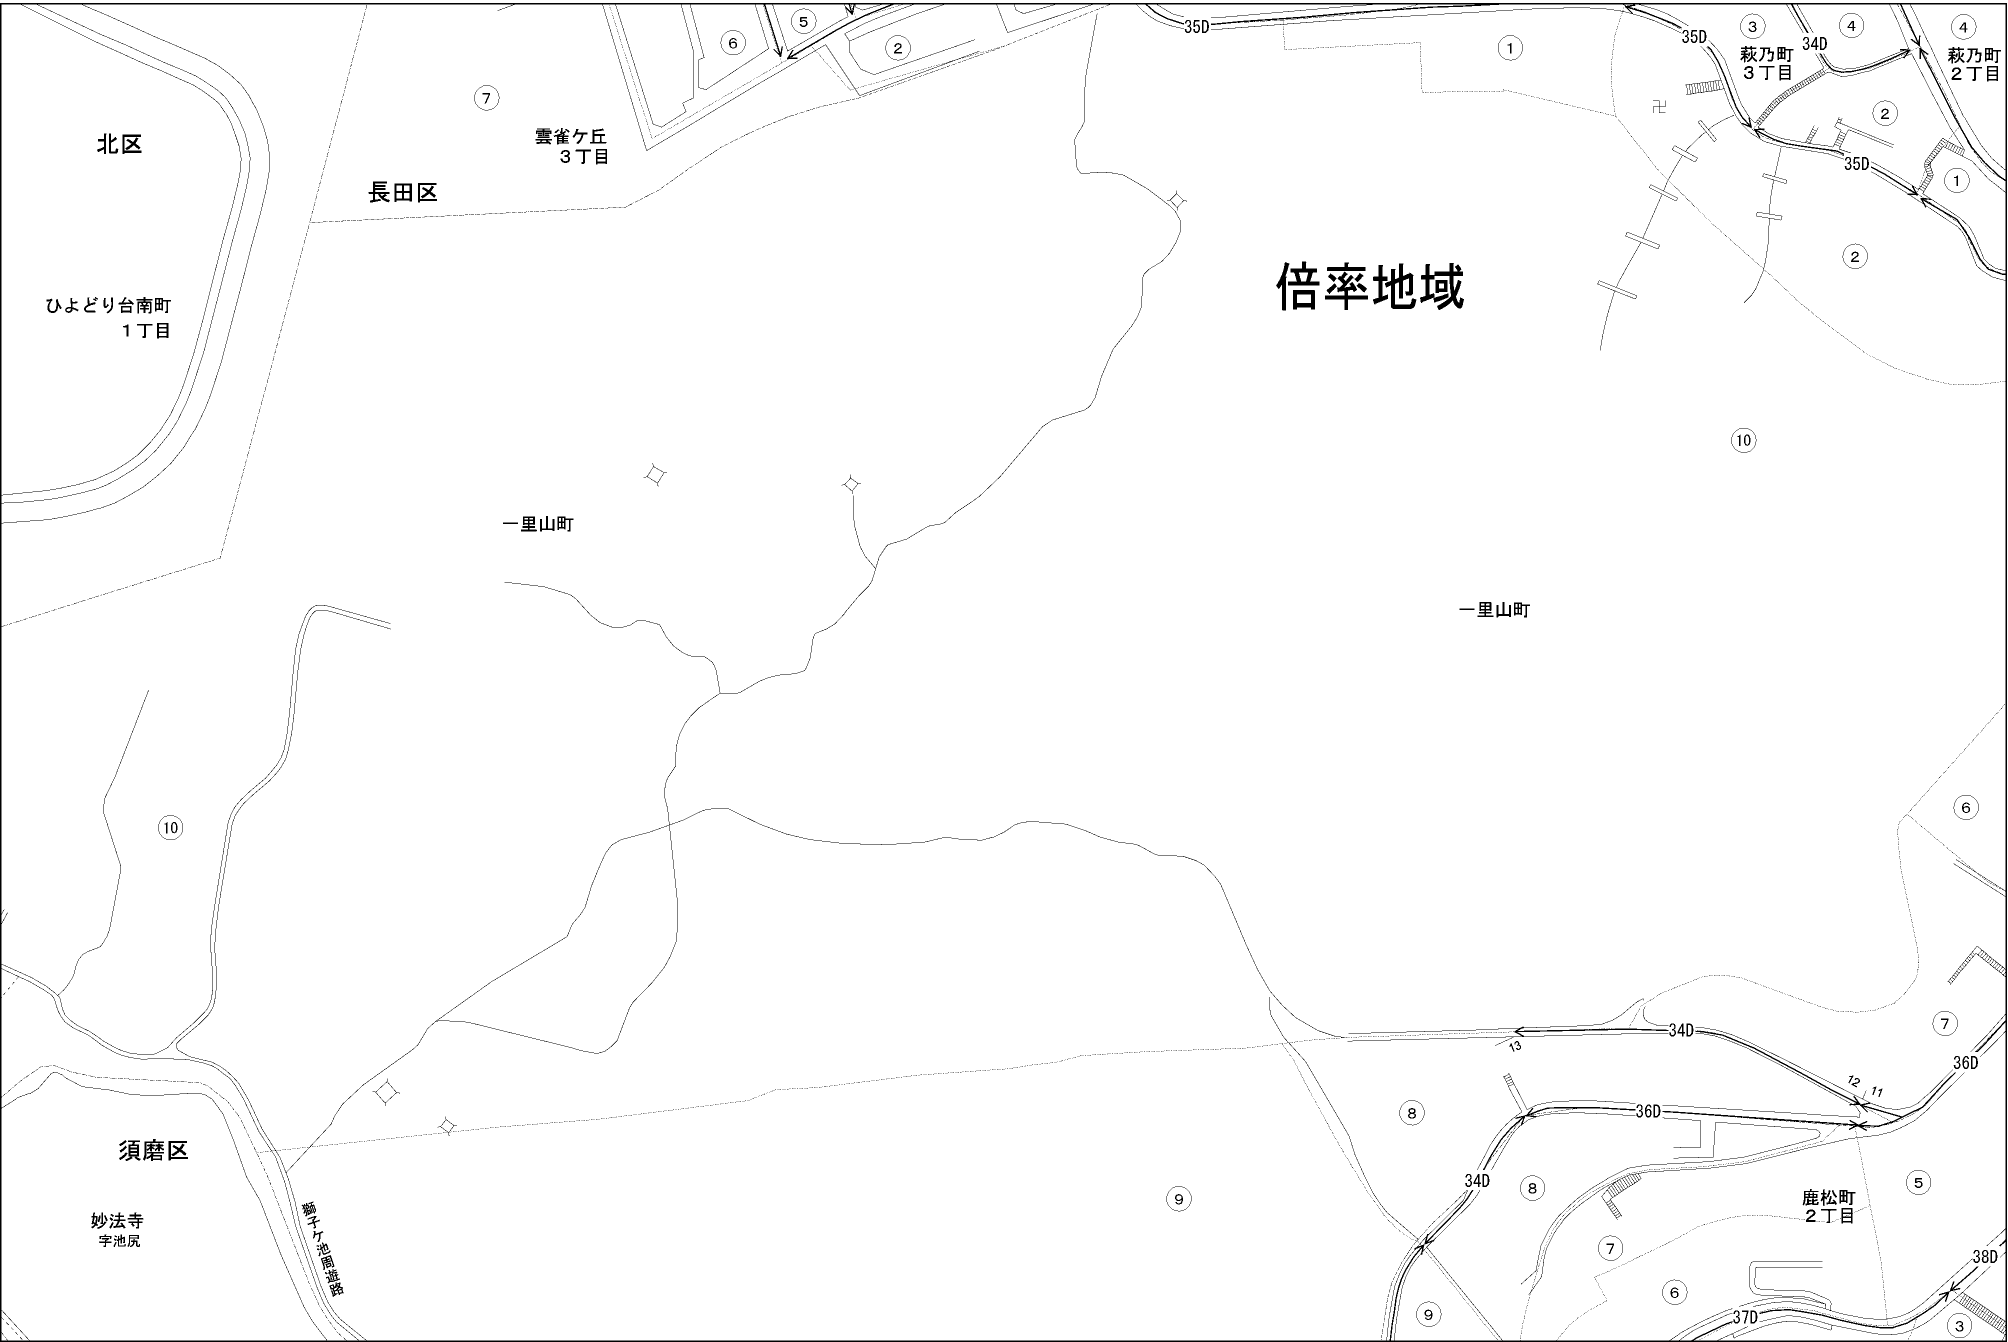 35D
35D
34D
⑤
⑥
②
①
③
④
④
萩乃町
３丁目
萩乃町
２丁目
⑦
卍
②
雲雀ケ丘
３丁目
北区
長田区
35D
①
②
倍率地域
ひよどり台南町
１丁目
⑩
一里山町
一里山町
⑥
⑩
34D
⑦
13
36D
12
11
⑧
36D
須磨区
34D
⑧
⑤
⑨
鹿松町
２丁目
妙法寺
字池尻
獅子ケ池周遊路
⑦
38D
⑥
⑨
37D
③